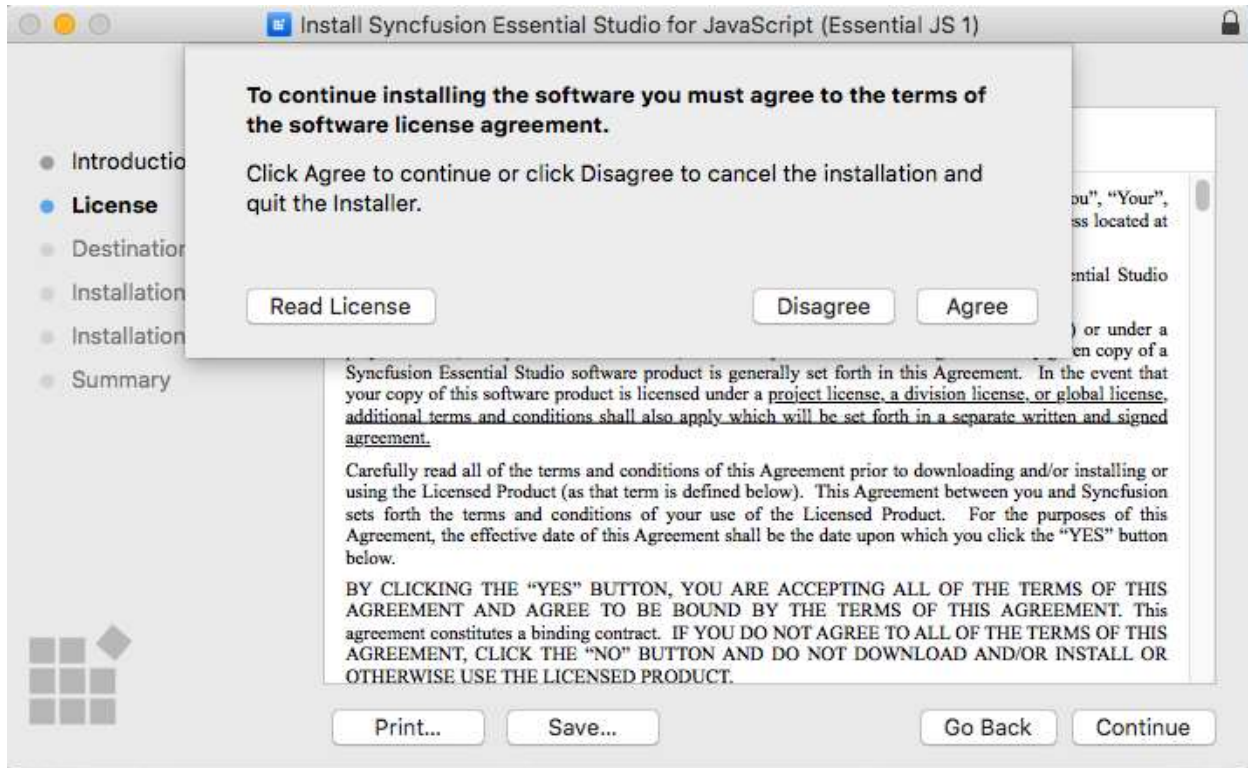 Install Syncfusion Essential Studio for JavaScript (Essential JS 1)
To continue installing the software you must agree to the terms of
the software license agreement.
Click Agree to continue or click Disagree to cancel the installation and
quit the Installer.
Read License
Disagree
Agree
Introductio
License
Destination
Installation
Installation
Summary
ou”, “Your”,
ss located at
ential Studio
) or under a
en copy of a
Syncfusion Essential Studio software product is generally set forth in this Agreement. In the event that
your copy of this software product is licensed under a project license, a division license, or global license,
additional terms and conditions shall also apply which will be set forth in a separate written and signed
agreement.
Carefully read all of the terms and conditions of this Agreement prior to downloading and/or installing or
using the Licensed Product (as that term is defined below). This Agreement between you and Syncfusion
sets forth the terms and conditions of your use of the Licensed Product. For the purposes of this
Agreement, the effective date of this Agreement shall be the date upon which you click the “YES” button
below.
BY CLICKING THE “YES” BUTTON, YOU ARE ACCEPTING ALL OF THE TERMS OF THIS
AGREEMENT AND AGREE TO BE BOUND BY THE TERMS OF THIS AGREEMENT. This
agreement constitutes a binding contract. IF YOU DO NOT AGREE TO ALL OF THE TERMS OF THIS
AGREEMENT, CLICK THE “NO” BUTTON AND DO NOT DOWNLOAD AND/OR INSTALL OR
OTHERWISE USE THE LICENSED PRODUCT.
Print...
Save...
Go Back
Continue